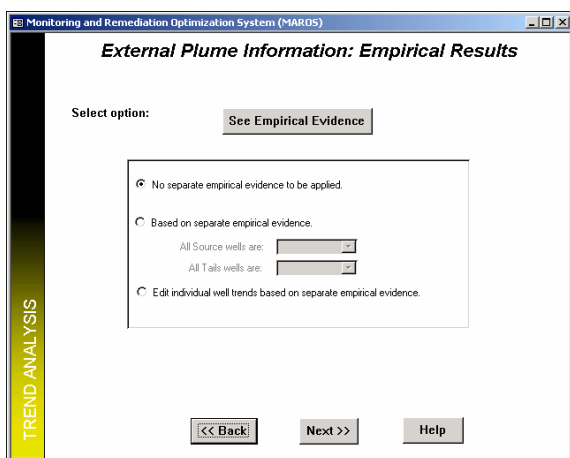 Monitoring and Remediation Optimization System (MAROS)
External Plume Information: Empirical Results
Select option:
See Empirical Evidence
No separate empirical evidence to be applied.
Based on separate empirical evidence.
All Source wells are:
All Tails wells are:
Edit individual well trends based on separate empirical evidence.
TREND ANALYSIS
<< Back
Next >>
Help